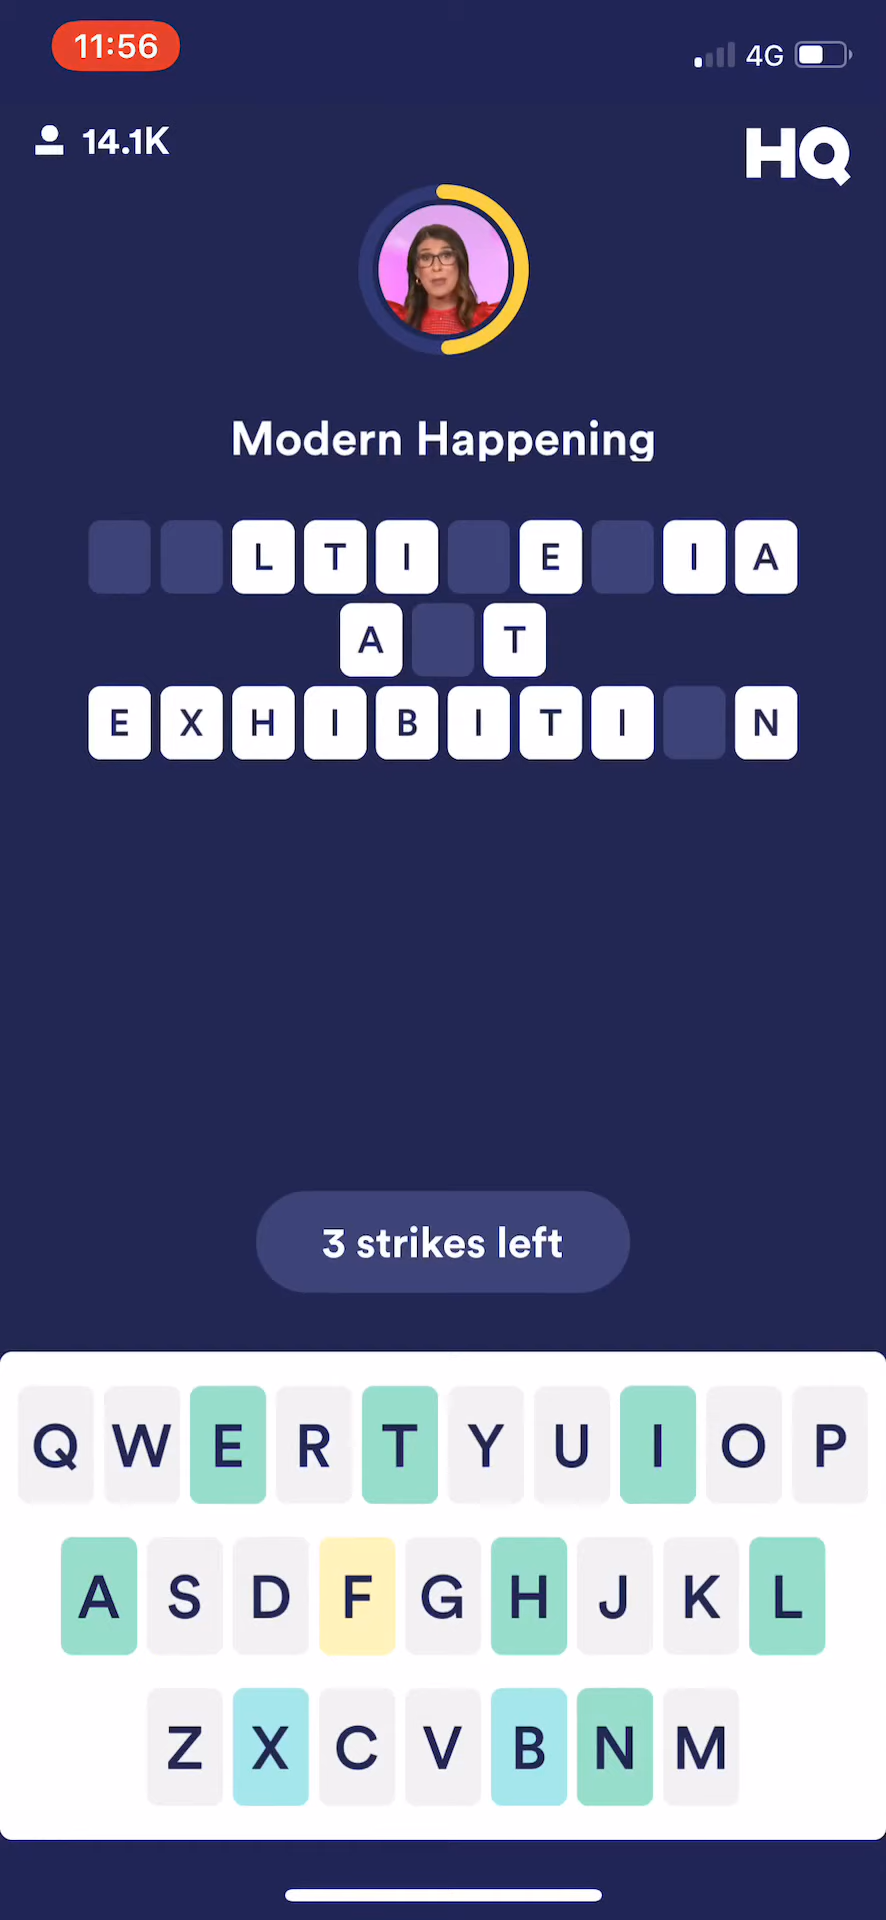 11:56 4G
14.1K HQ
Modern Happening
L T I E I A
A T
E X H I B I T I N
3 strikes left
Q W E R T Y U I O P
A S D F G H J K L
Z X C V B N M